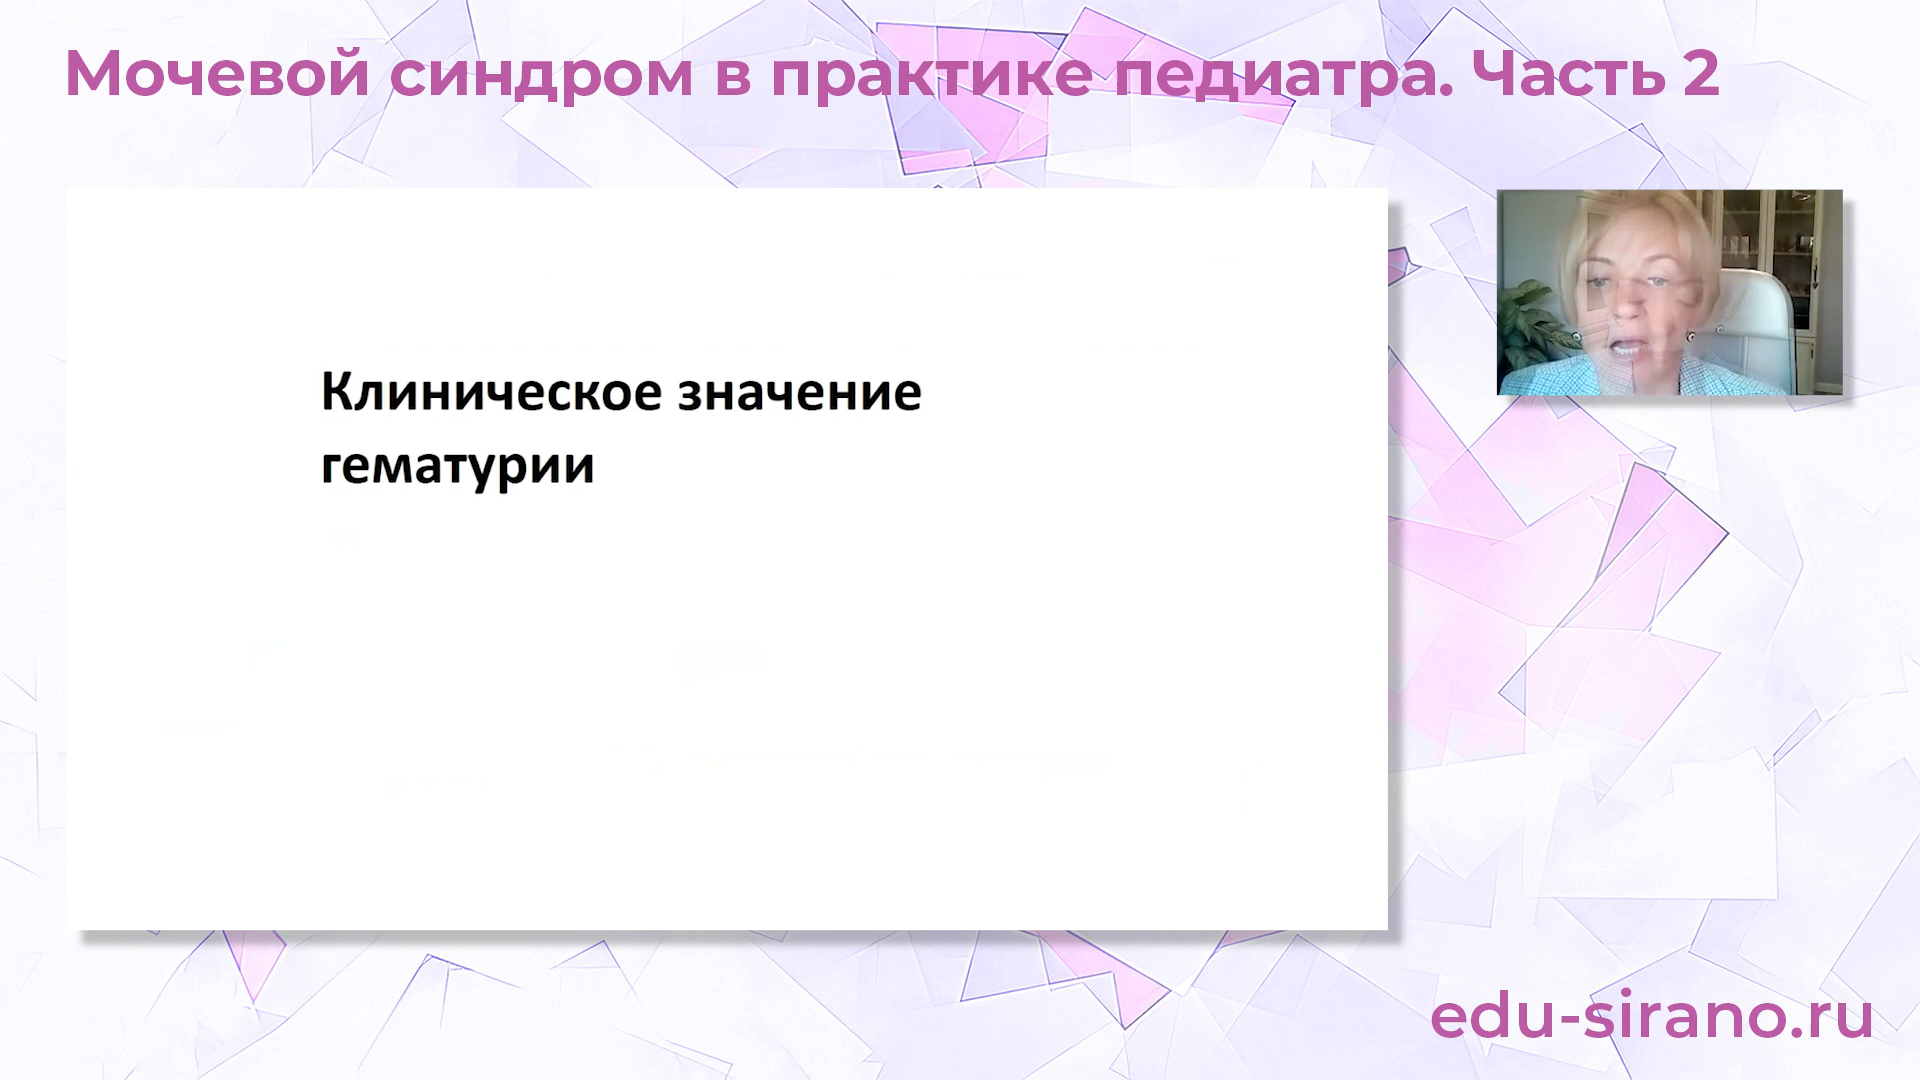 Мочевой синдром в практике педиатра. Часть 2
Клиническое значение
гематурии
edu-sirano.ru